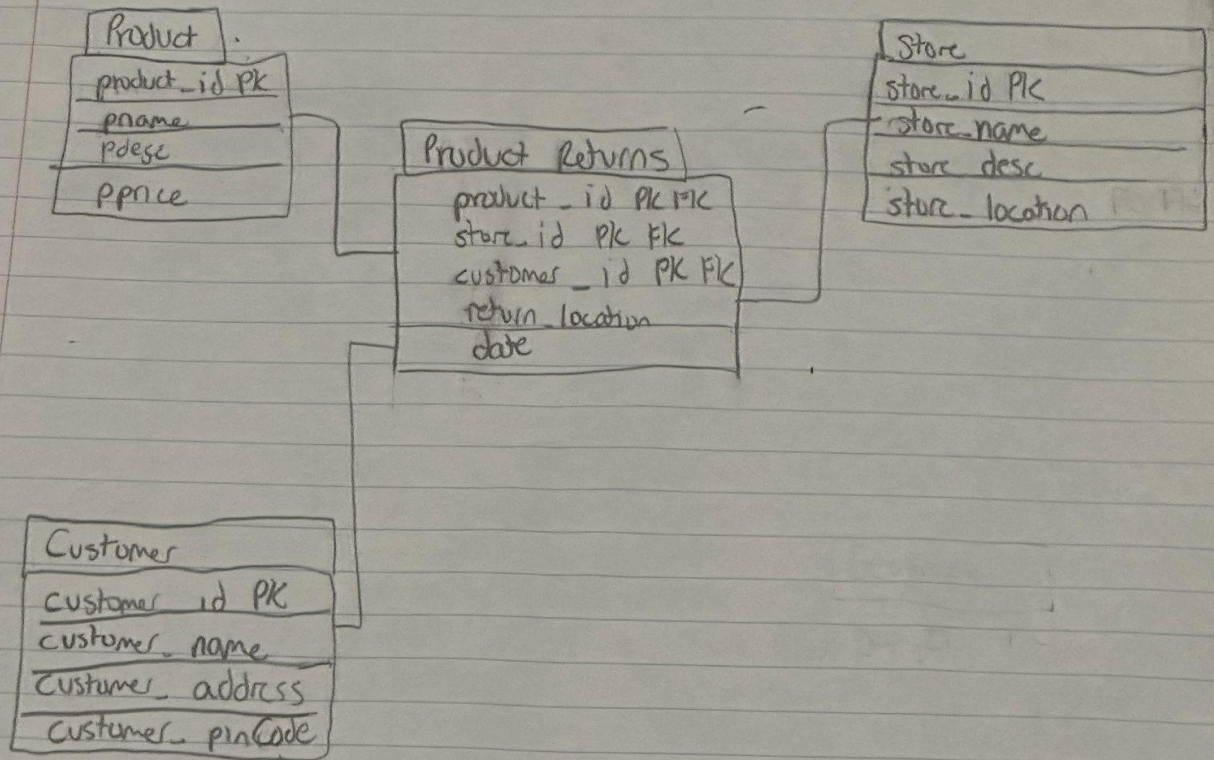 Product
product_id PK
pname
pdesc
pprice
Product Returns
product_id PK FK
store_id PK FK
customer_id PK FK
return_location
date
Store
store_id PK
store_name
store_desc
store_location
Customer
customer_id PK
customer_name
customer_address
customer_pinCode